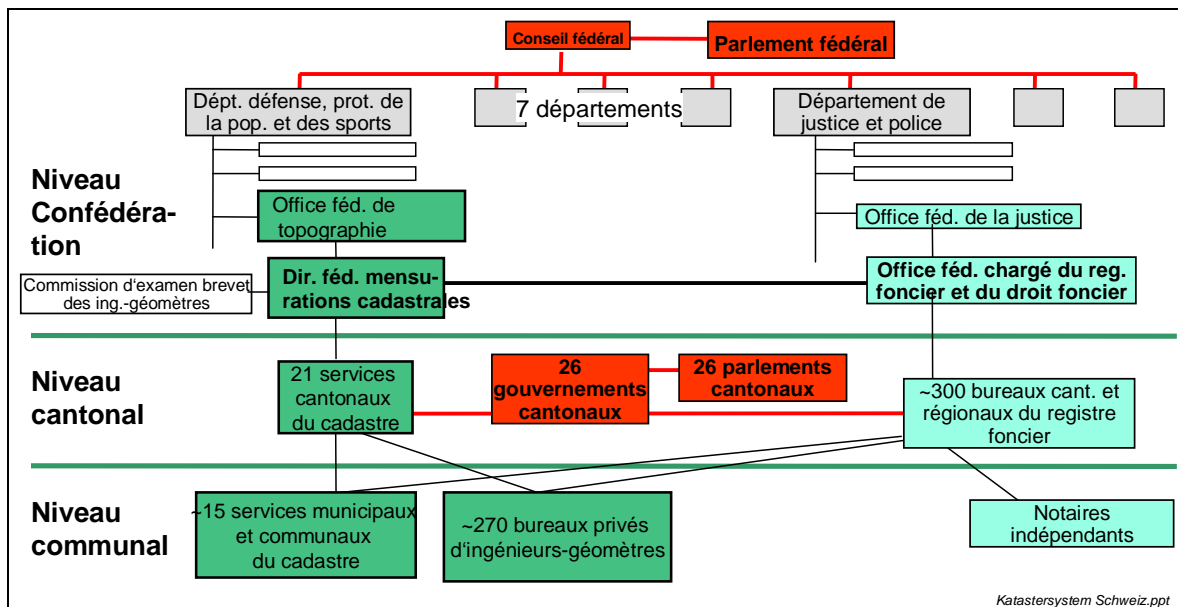 Conseil fédéral
Parlement fédéral
Dépt. défense, prot. de
la pop. et des sports
7 départements
Département de
justice et police
Niveau
Confédéra-
tion
Office féd. de
topographie
Office féd. de la justice
Commission d'examen brevet
des ing.-géomètres
Dir. féd. mensu-
rations cadastrales
Office féd. chargé du reg.
foncier et du droit foncier
Niveau
cantonal
21 services
cantonaux
du cadastre
26
gouvernements
cantonaux
26 parlements
cantonaux
~300 bureaux cant. et
régionaux du registre
foncier
Niveau
communal
~15 services municipaux
et communaux
du cadastre
~270 bureaux privés
d'ingénieurs-géomètres
Notaires
indépendants
Katastersystem Schweiz.ppt